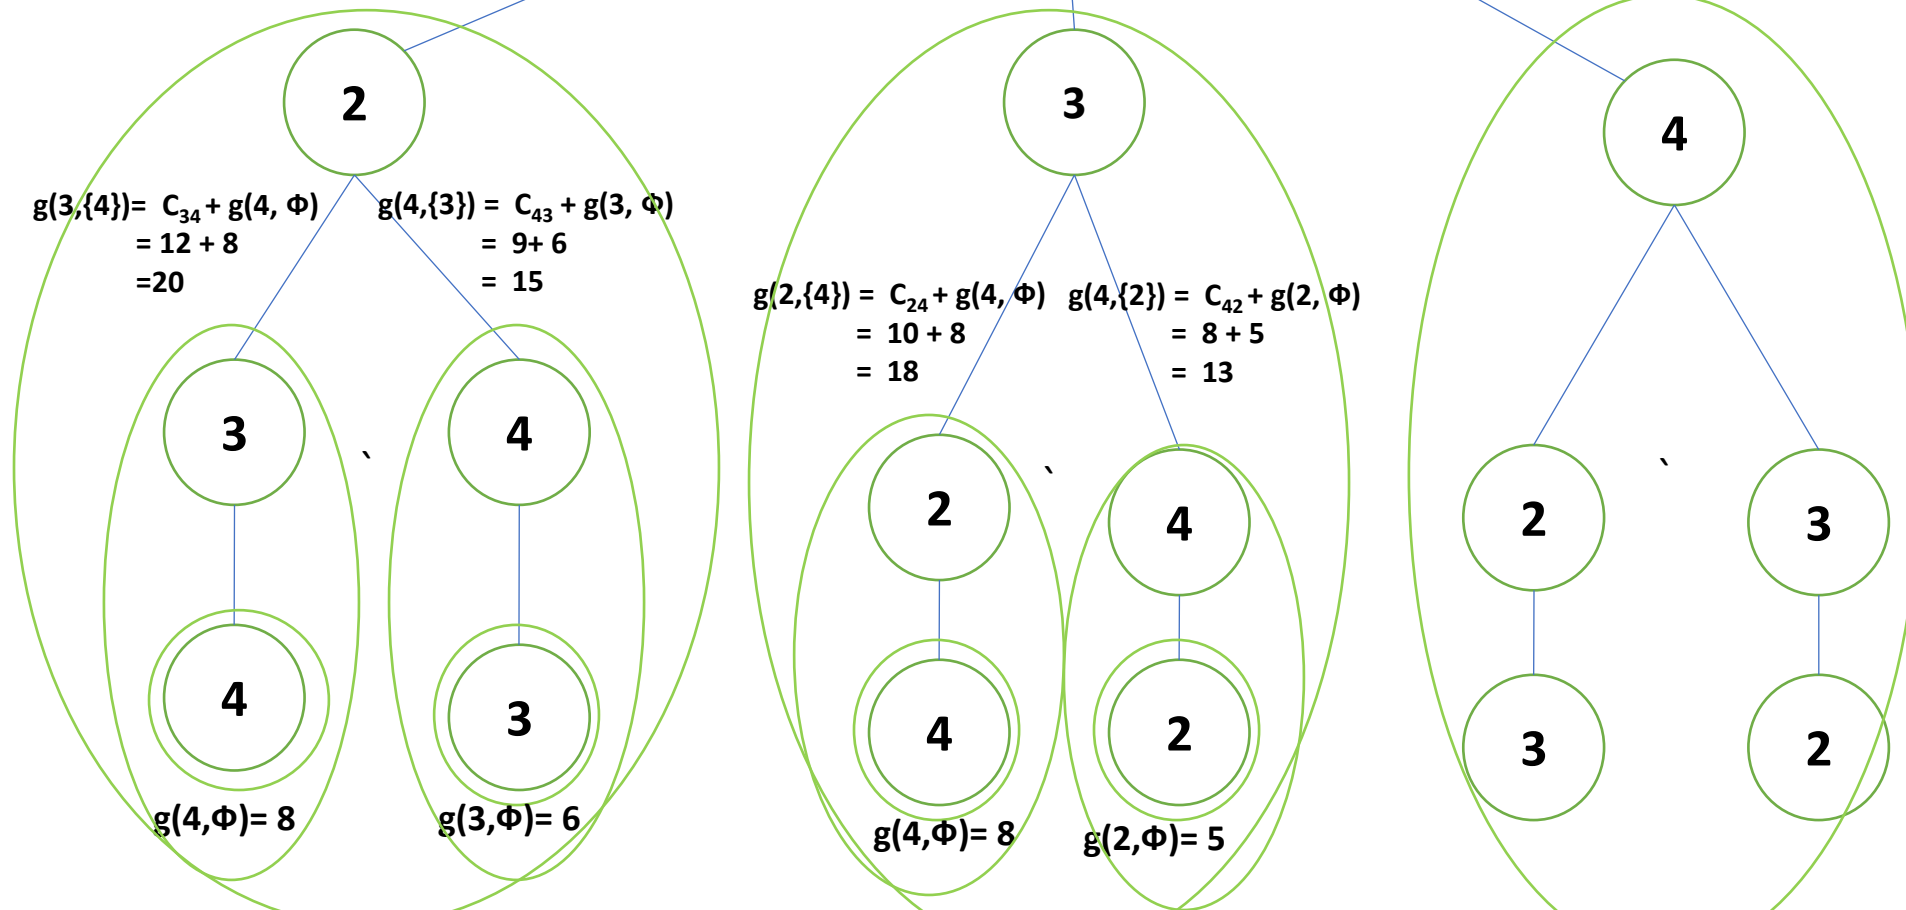 2
g(3,{4})= C34 + g(4, Φ)
= 12 + 8
=20
g(4,{3}) = C43 + g(3, Φ)
= 9+ 6
= 15
3
4
`
4
3
g(4,Φ)= 8
g(3,Φ)= 6
3
g(2,{4}) = C24 + g(4, Φ)
= 10 + 8
= 18
g(4,{2}) = C42 + g(2, Φ)
= 8 + 5
= 13
2
4
`
4
2
g(4,Φ)= 8
g(2,Φ)= 5
4
2
3
`
3
2